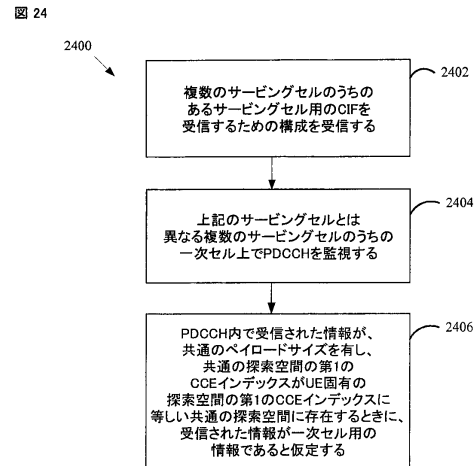 図 24
2400
2402
複数のサービングセルのうちの
あるサービングセル用のCIFを
受信するための構成を受信する
2404
上記のサービングセルとは
異なる複数のサービングセルのうちの
一次セル上でPDCCHを監視する
2406
PDCCH内で受信された情報が、
共通のペイロードサイズを有し、
共通の探索空間の第1の
CCEインデックスがUE固有の
探索空間の第1のCCEインデックスに
等しい共通の探索空間に存在するときに、
受信された情報が一次セル用の
情報であると仮定する